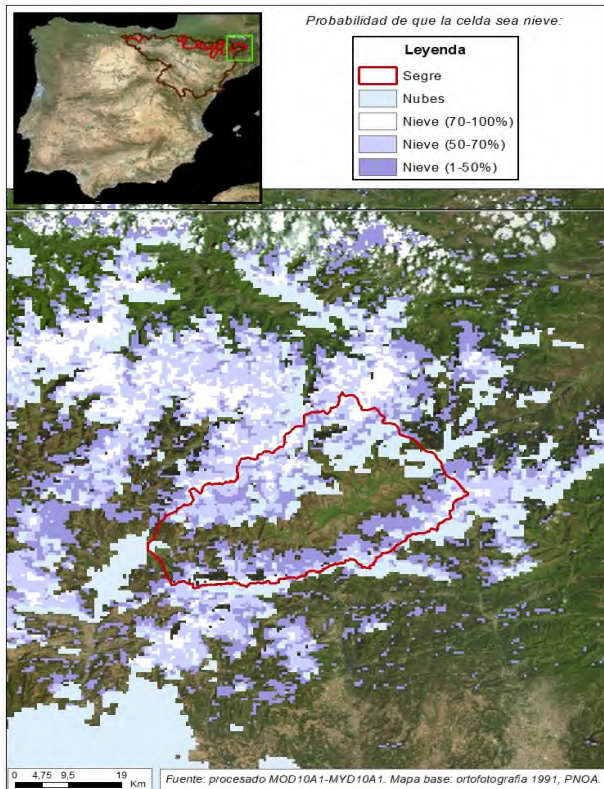 Probabilidad de que la celda sea nieve:
Leyenda
Segre
Nubes
Nieve (70-100%)
Nieve (50-70%)
Nieve (1-50%)
0 4,75 9,5 19
Km
Fuente: procesado MOD10A1-MYD10A1. Mapa base: ortofotografia 1991, PNOA.